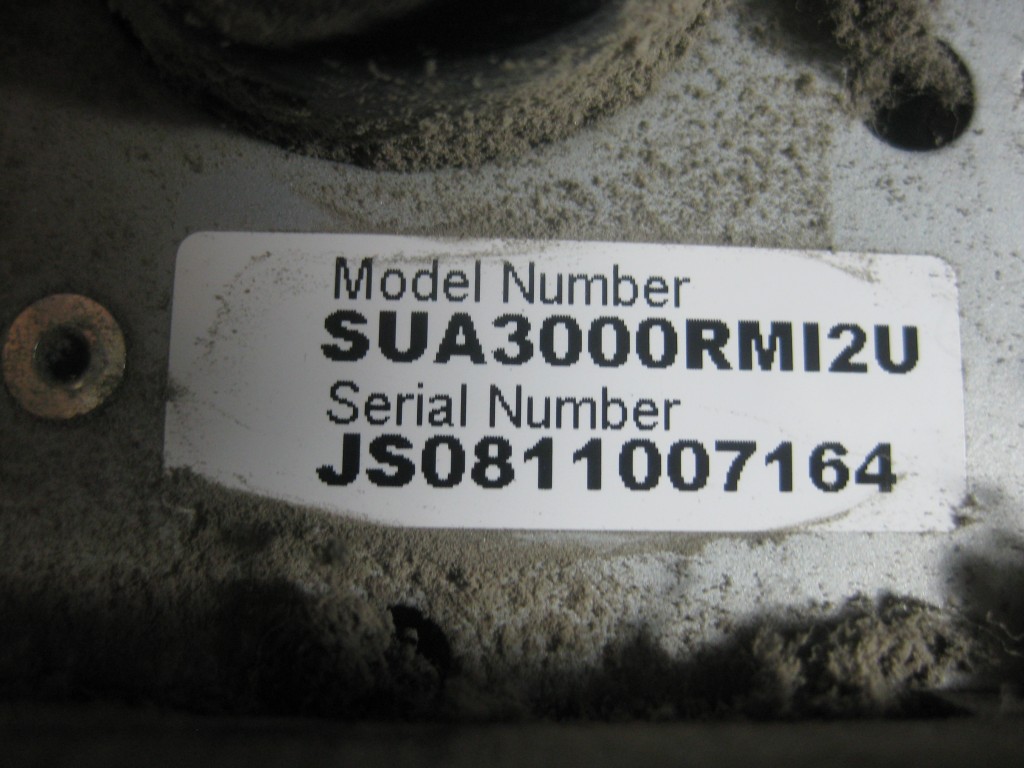 Model Number
SUA3000RMI2U
Serial Number
JS0811007164